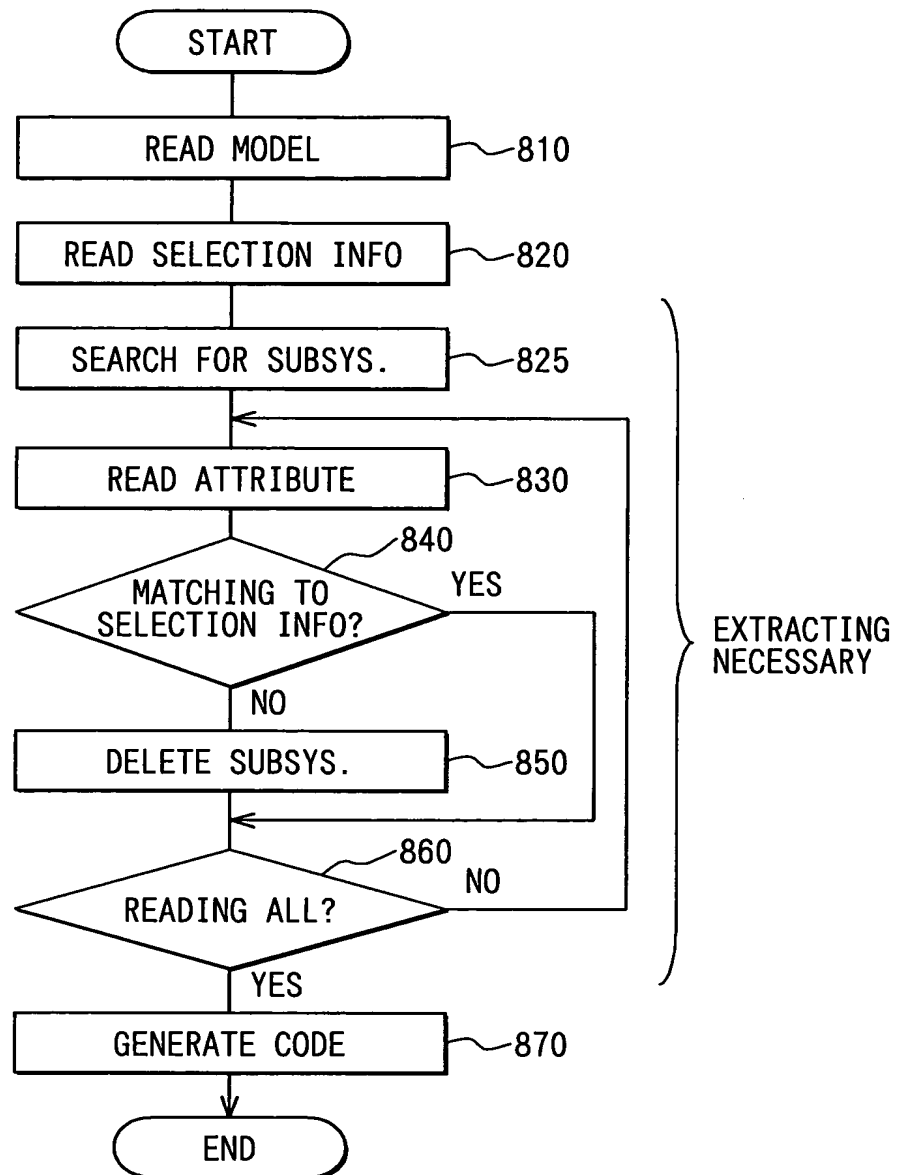 START
READ MODEL
810
READ SELECTION INFO
820
SEARCH FOR SUBSYS.
825
READ ATTRIBUTE
830
840
MATCHING TO
SELECTION INFO?
YES
EXTRACTING
NECESSARY
NO
DELETE SUBSYS.
850
860
READING ALL?
NO
YES
GENERATE CODE
870
END